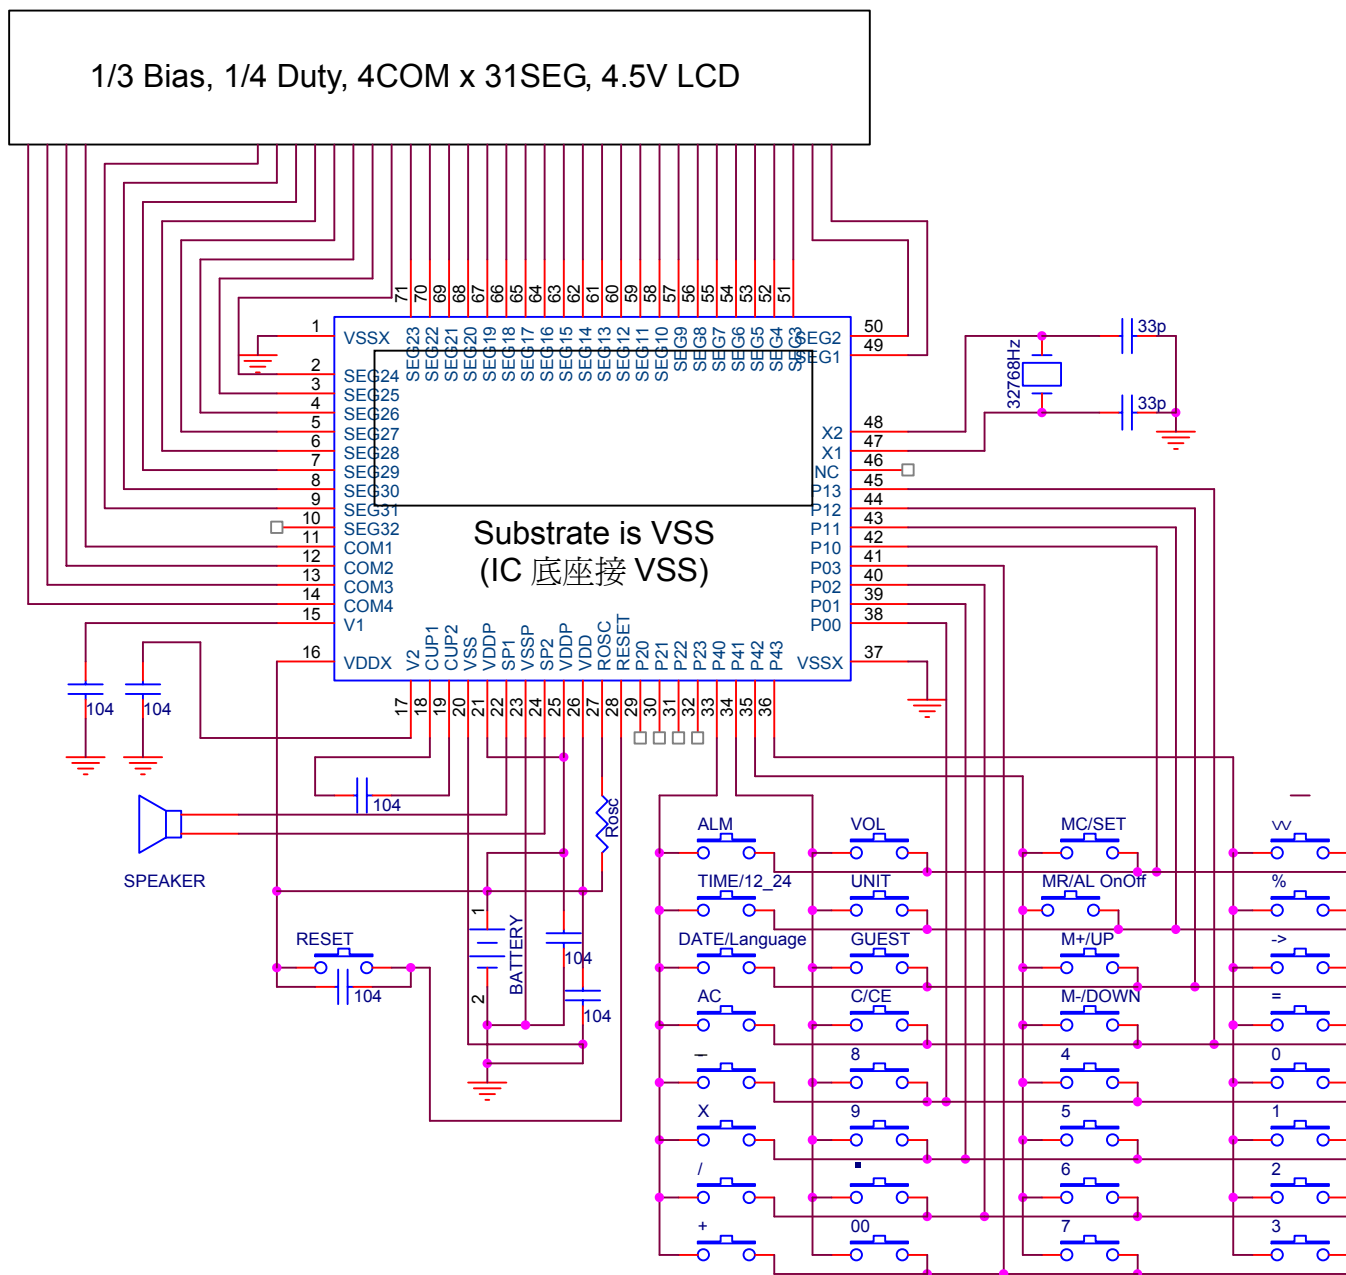 1/3 Bias, 1/4 Duty, 4COM x 31SEG, 4.5V LCD
71 70 69 68 67 66 65 64 63 62 61 60 59 58 57 56 55 54 53 52 51
SEG23 SEG22 SEG21 SEG20 SEG19 SEG18 SEG17 SEG16 SEG15 SEG14 SEG13 SEG12 SEG11 SEG10 SEG9 SEG8 SEG7 SEG6 SEG5 SEG4 SEG3
1 VSSX
2 SEG24
3 SEG25
4 SEG26
5 SEG27
6 SEG28
7 SEG29
8 SEG30
9 SEG31
10 SEG32
11 COM1
12 COM2
13 COM3
14 COM4
15 V1
16 VDDX
SEG2 50
SEG1 49
X2 48
X1 47
NC 46
P13 45
P12 44
P11 43
P10 42
P03 41
P02 40
P01 39
P00 38
VSSX 37
32768Hz
33p
33p
Substrate is VSS
(IC 底座接 VSS)
V2 CUP1 CUP2 VSS VDDP SP1 VSSP SP2 VDDP VDD ROSC RESET P20 P21 P22 P23 P40 P41 P42 P43
17 18 19 20 21 22 23 24 25 26 27 28 29 30 31 32 33 34 35 36
104
104
104
Rosc
SPEAKER
RESET
104
1
BATTERY
2
104
104
ALM VOL MC/SET
TIME/12_24 UNIT MR/AL OnOff %
DATE/Language GUEST M+/UP ->
AC C/CE M-/DOWN =
- 8 4 0
X 9 5 1
/ . 6 2
+ 00 7 3